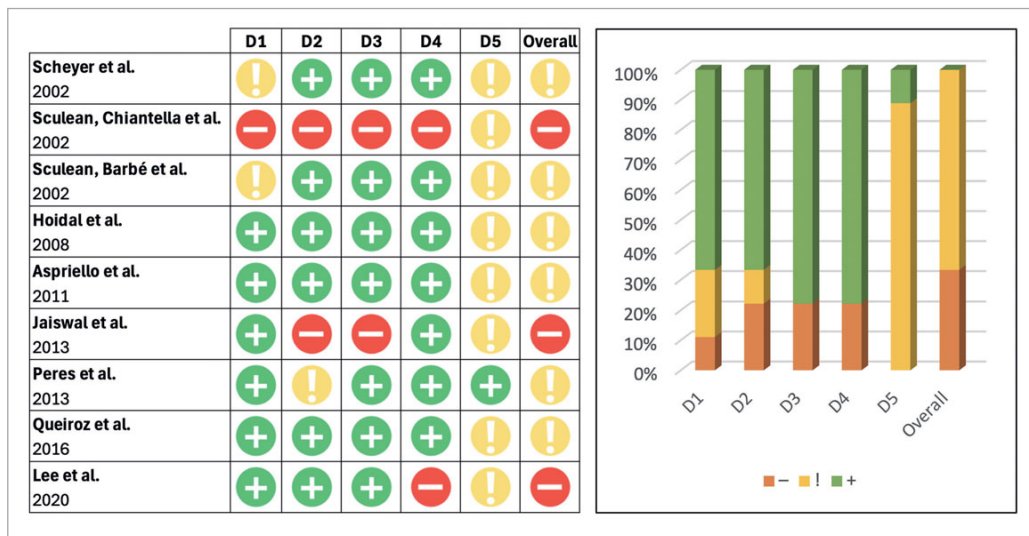 D1 D2 D3 D4 D5 Overall
Scheyer et al.
2002
! + + + ! !
Sculean, Chiantella et al.
2002
− − − − ! −
Sculean, Barbé et al.
2002
! + + + ! !
Hoidal et al.
2008
+ + + + ! !
Aspriello et al.
2011
+ + + + ! !
Jaiswal et al.
2013
+ − − + ! −
Peres et al.
2013
+ ! + + + !
Queiroz et al.
2016
+ + + + ! !
Lee et al.
2020
+ + + − ! −
100%
90%
80%
70%
60%
50%
40%
30%
20%
10%
0%
D1 D2 D3 D4 D5 Overall
− ! +